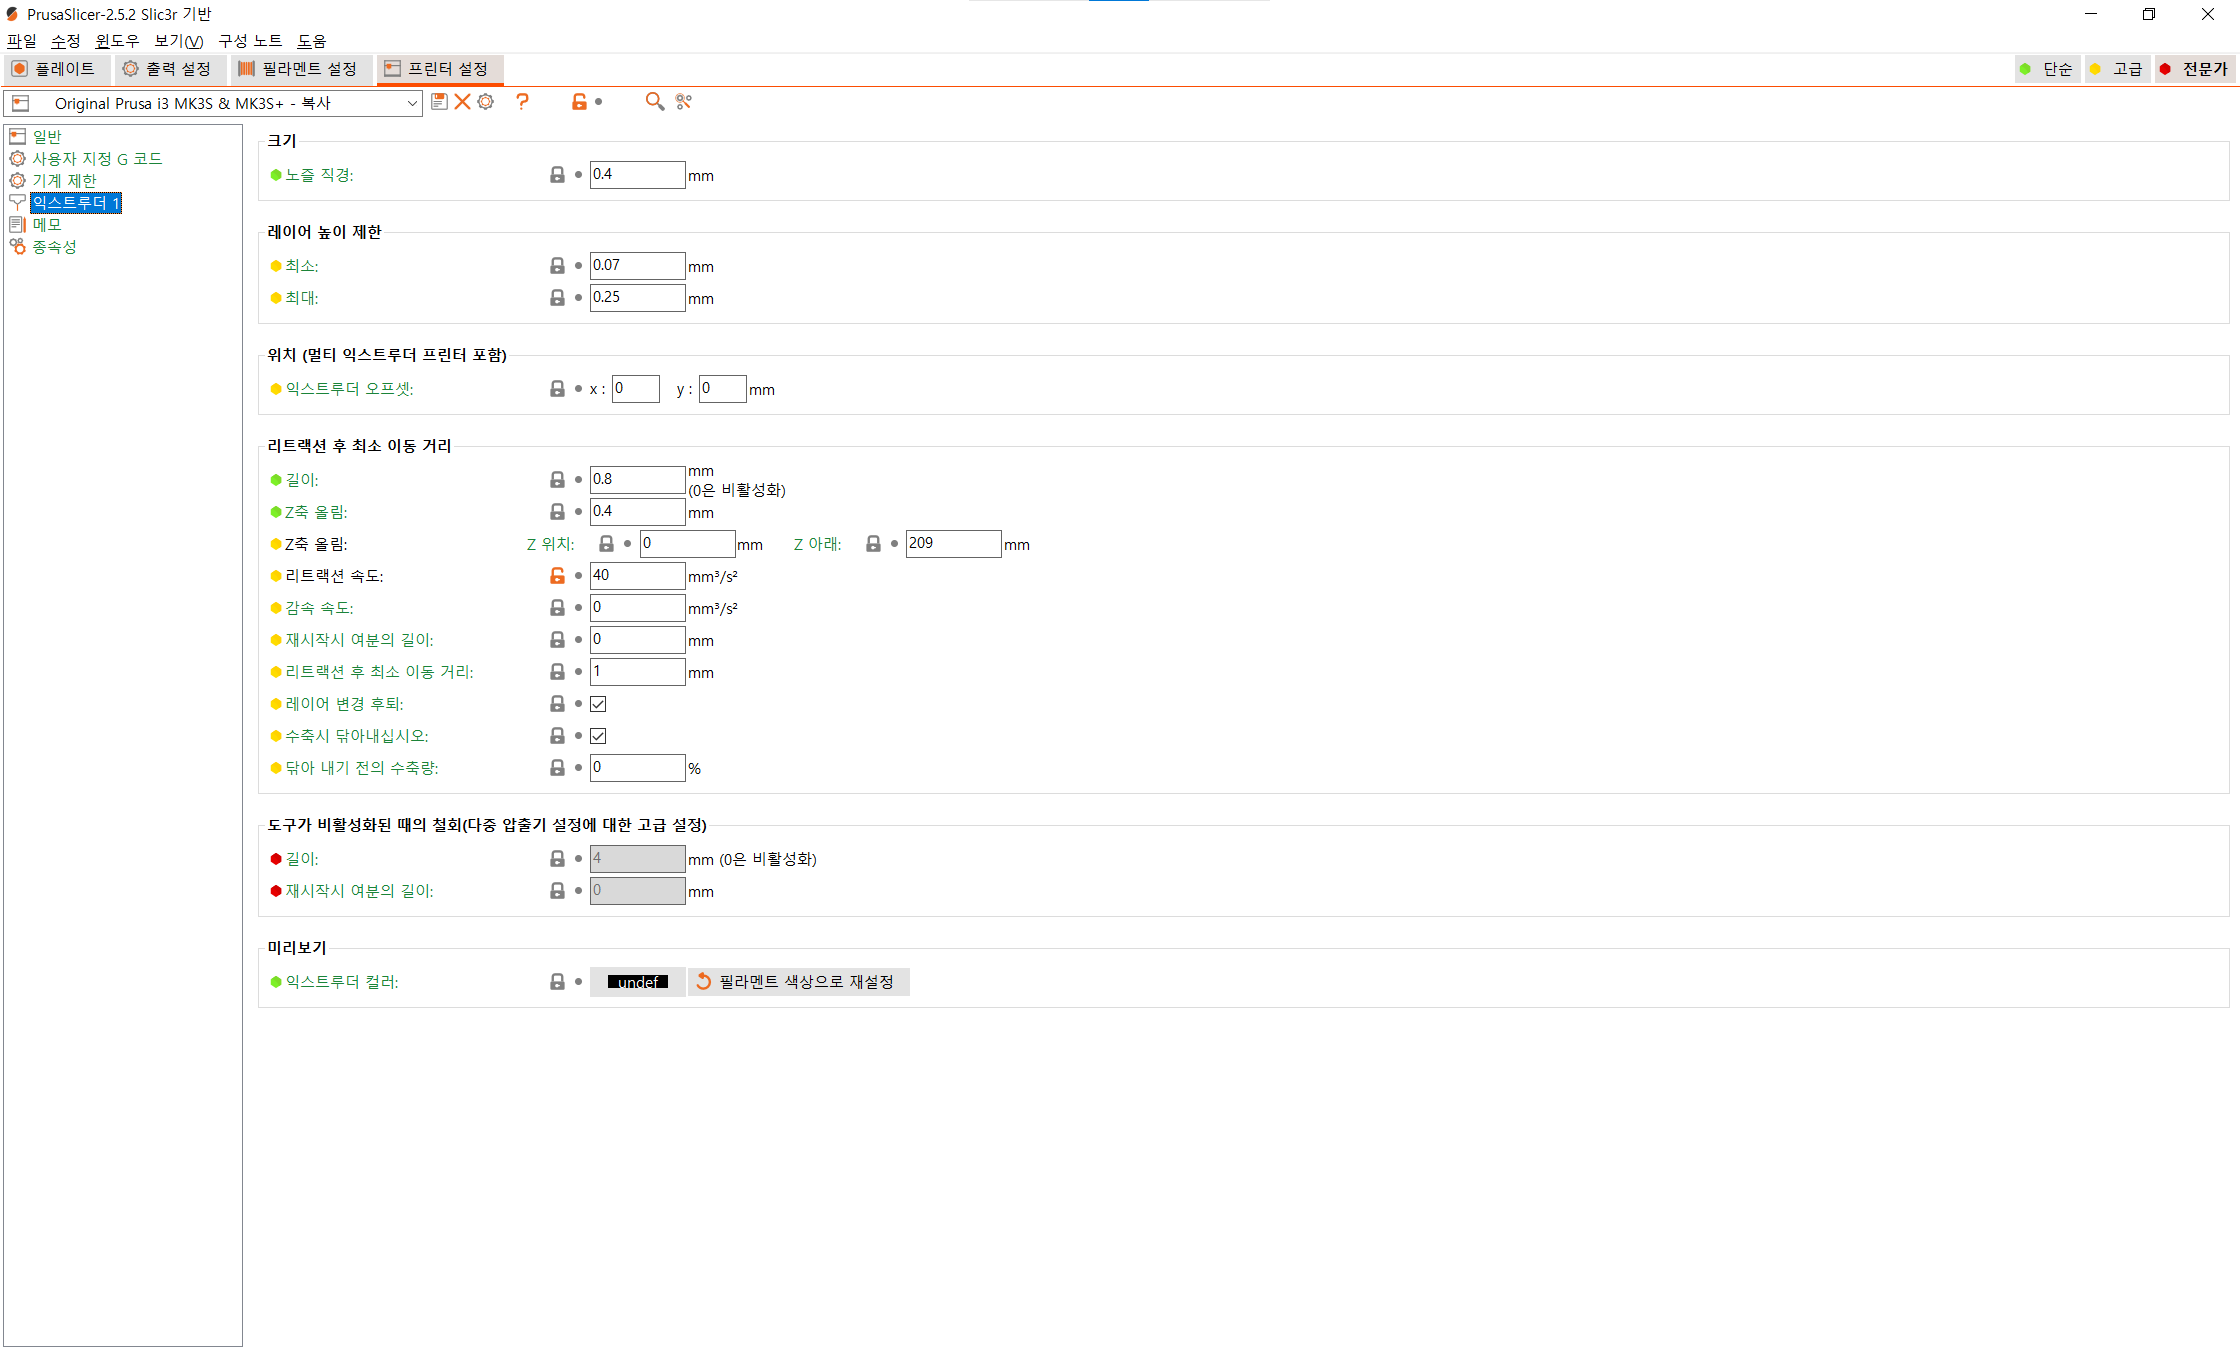 PrusaSlicer-2.5.2 Slic3r 기반
파일 수정 윈도우 보기(V) 구성 노트 도움
플레이트 출력 설정 필라멘트 설정 프린터 설정 단순 고급 전문가
Original Prusa i3 MK3S & MK3S+ - 복사
일반
사용자 지정 G 코드
기계 제한
익스트루더 1
메모
종속성
크기
노즐 직경: 0.4 mm
레이어 높이 제한
최소: 0.07 mm
최대: 0.25 mm
위치 (멀티 익스트루더 프린터 포함)
익스트루더 오프셋: x : 0 y : 0 mm
리트랙션 후 최소 이동 거리
길이: 0.8 mm
(0은 비활성화)
Z축 올림: 0.4 mm
Z축 올림: Z 위치: 0 mm Z 아래: 209 mm
리트랙션 속도: 40 mm³/s²
감속 속도: 0 mm³/s²
재시작시 여분의 길이: 0 mm
리트랙션 후 최소 이동 거리: 1 mm
레이어 변경 후퇴:
수축시 닦아내십시오:
닦아 내기 전의 수축량: 0 %
도구가 비활성화된 때의 철회(다중 압출기 설정에 대한 고급 설정)
길이: 4 mm (0은 비활성화)
재시작시 여분의 길이: 0 mm
미리보기
익스트루더 컬러: undef 필라멘트 색상으로 재설정